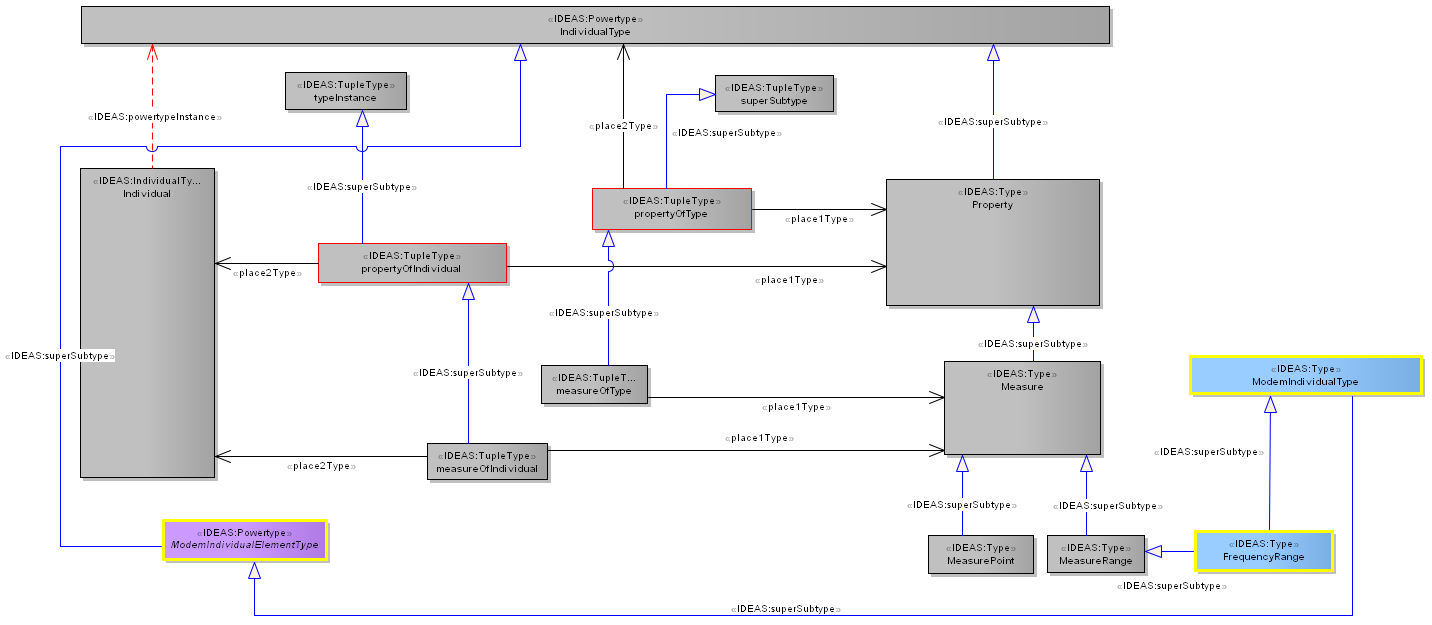 «IDEAS:Powertype»
IndividualType
«IDEAS:TupleType»
typeInstance
«IDEAS:TupleType»
superSubtype
«IDEAS:powertypeInstance»
«place2Type»
«IDEAS:superSubtype»
«IDEAS:superSubtype»
«IDEAS:IndividualTy...
Individual
«IDEAS:superSubtype»
«IDEAS:TupleType»
propertyOfType
«place1Type»
«IDEAS:Type»
Property
«IDEAS:TupleType»
propertyOfIndividual
«place2Type»
«place1Type»
«IDEAS:superSubtype»
«IDEAS:superSubtype»
«IDEAS:superSubtype»
«IDEAS:superSubtype»
«IDEAS:TupleT...
measureOfType
«place1Type»
«IDEAS:Type»
Measure
«IDEAS:Type»
ModemIndividualType
«place1Type»
«IDEAS:TupleType»
measureOfIndividual
«place2Type»
«IDEAS:superSubtype»
«IDEAS:superSubtype»
«IDEAS:superSubtype»
«IDEAS:Powertype»
ModemIndividualElementType
«IDEAS:Type»
MeasurePoint
«IDEAS:Type»
MeasureRange
«IDEAS:Type»
FrequencyRange
«IDEAS:superSubtype»
«IDEAS:superSubtype»